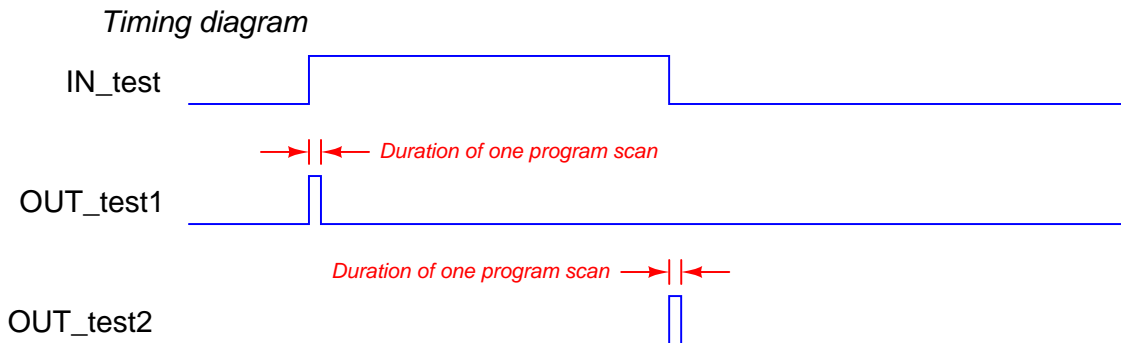 Timing diagram
IN_test
Duration of one program scan
OUT_test1
Duration of one program scan
OUT_test2